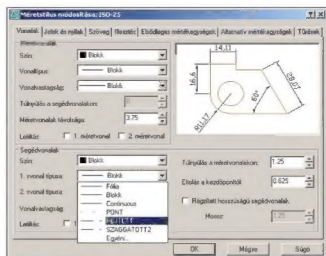 Méretstílus módosítása: ISO-25
Vonalak Jelek és nyilak Szöveg Illesztés Elsődleges mértékegységek Alternatív mértékegységek Tűrések
Méretvonalak
Szín: Blokk
Vonaltípus: Blokk
Vonalvastagság: Blokk
Túlnyúlás a segédvonalakon: 0
Méretvonalak távolsága: 3.75
Letiltás: 1. méretvonal 2. méretvonal
14,11
16,6
28,07
60°
R11,17
Segédvonalak
Szín: Blokk
1. vonal típusa: Blokk
2. vonal típusa:
Vonalvastagság:
Letiltás: 1
Fólia
Blokk
Continuous
PONT
REJTETT
SZAGGATOTT2
Egyéni...
Túlnyúlás a méretvonalakon: 1.25
Eltolás a kezdőponttól: 0.625
Rögzített hosszúságú segédvonalak
Hossz: 1.25
OK Mégse Súgó